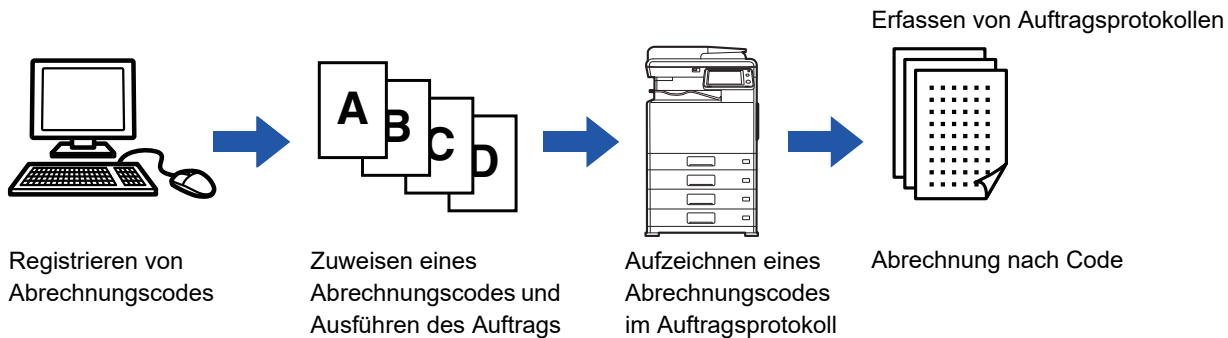 Erfassen von Auftragsprotokollen
A
B
C
D
Registrieren von
Abrechnungscodes
Zuweisen eines
Abrechnungscodes und
Ausführen des Auftrags
Aufzeichnen eines
Abrechnungscodes
im Auftragsprotokoll
Abrechnung nach Code